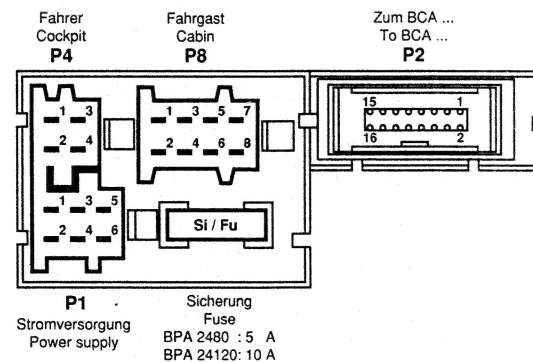 Fahrer
Cockpit
P4
Fahrgast
Cabin
P8
Zum BCA ...
To BCA ...
P2
1 3
2 4
1 3 5 7
2 4 6 8
15 1
16 2
1 3 5
2 4 6
Si / Fu
P1
Stromversorgung
Power supply
Sicherung
Fuse
BPA 2480 : 5 A
BPA 24120: 10 A